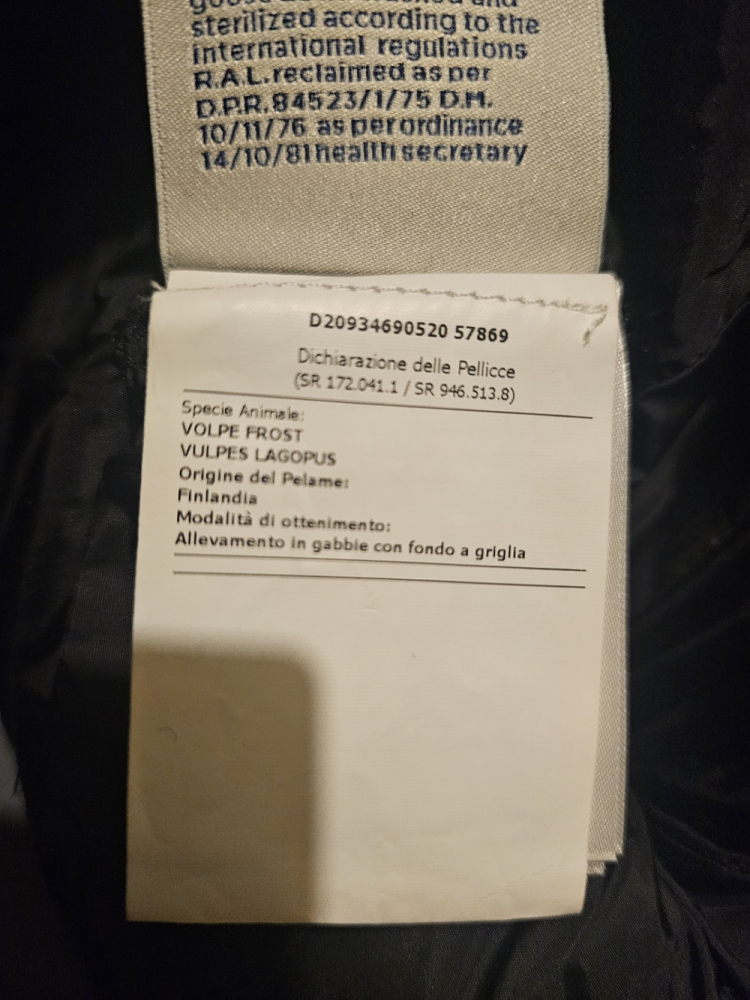 sterilized according to the
international regulations
R.A.L. reclaimed as per
D.P.R. 84523/1/75 D.M.
10/11/76 as per ordinance
14/10/81 health secretary
D20934690520 57869
Dichiarazione delle Pellicce
(SR 172.041.1 / SR 946.513.8)
Specie Animale:
VOLPE FROST
VULPES LAGOPUS
Origine del Pelame:
Finlandia
Modalità di ottenimento:
Allevamento in gabbie con fondo a griglia